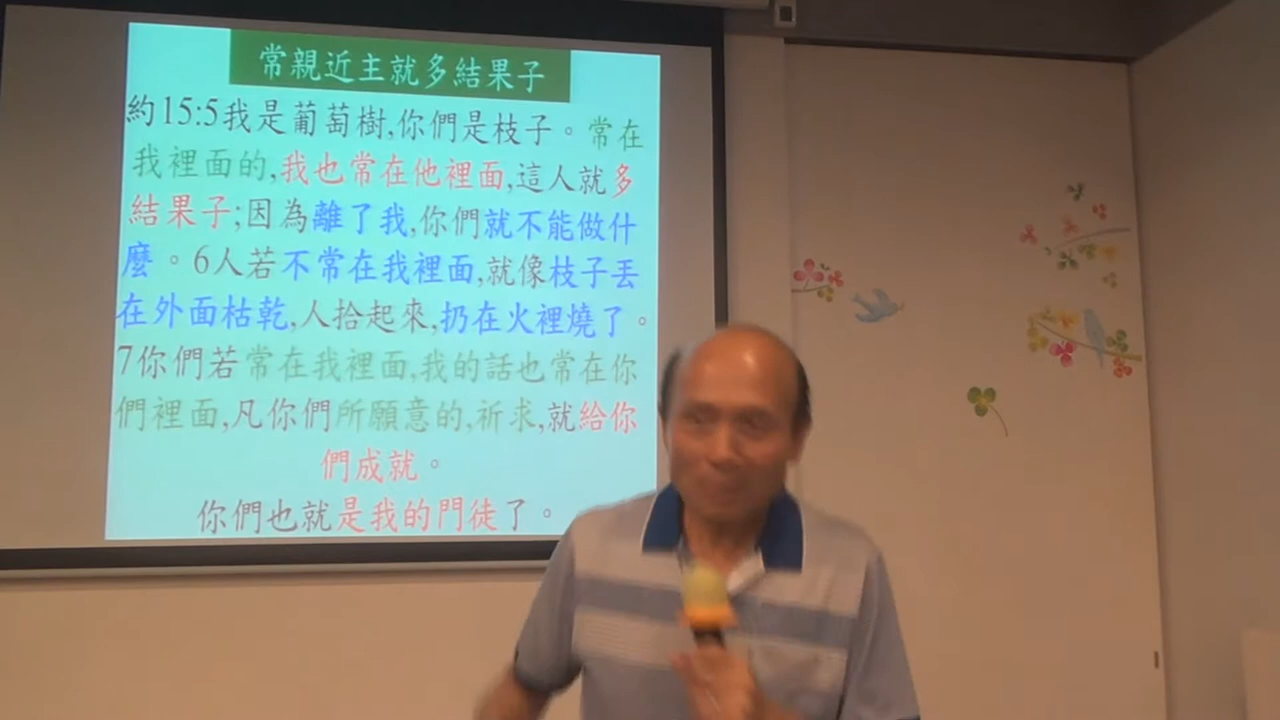 常親近主就多結果子
約15:5我是葡萄樹,你們是枝子。常在
我裡面的,我也常在他裡面,這人就多
結果子;因為離了我,你們就不能做什
麼。6人若不常在我裡面,就像枝子丟
在外面枯乾,人拾起來,扔在火裡燒了。
7你們若常在我裡面,我的話也常在你
們裡面,凡你們所願意的,祈求,就給你
們成就。
你們也就是我的門徒了。